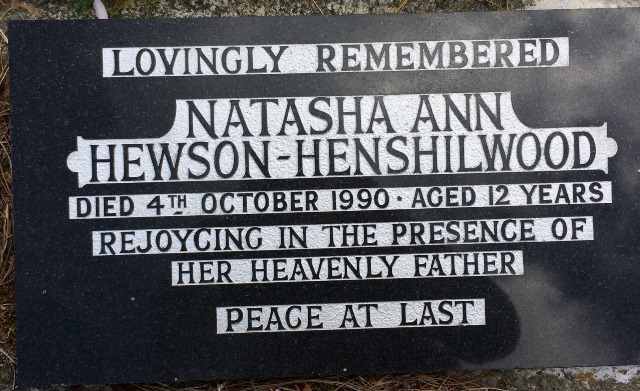 LOVINGLY REMEMBERED
NATASHA ANN
HEWSON-HENSHILWOOD
DIED 4TH OCTOBER 1990 · AGED 12 YEARS
REJOYCING IN THE PRESENCE OF
HER HEAVENLY FATHER
PEACE AT LAST